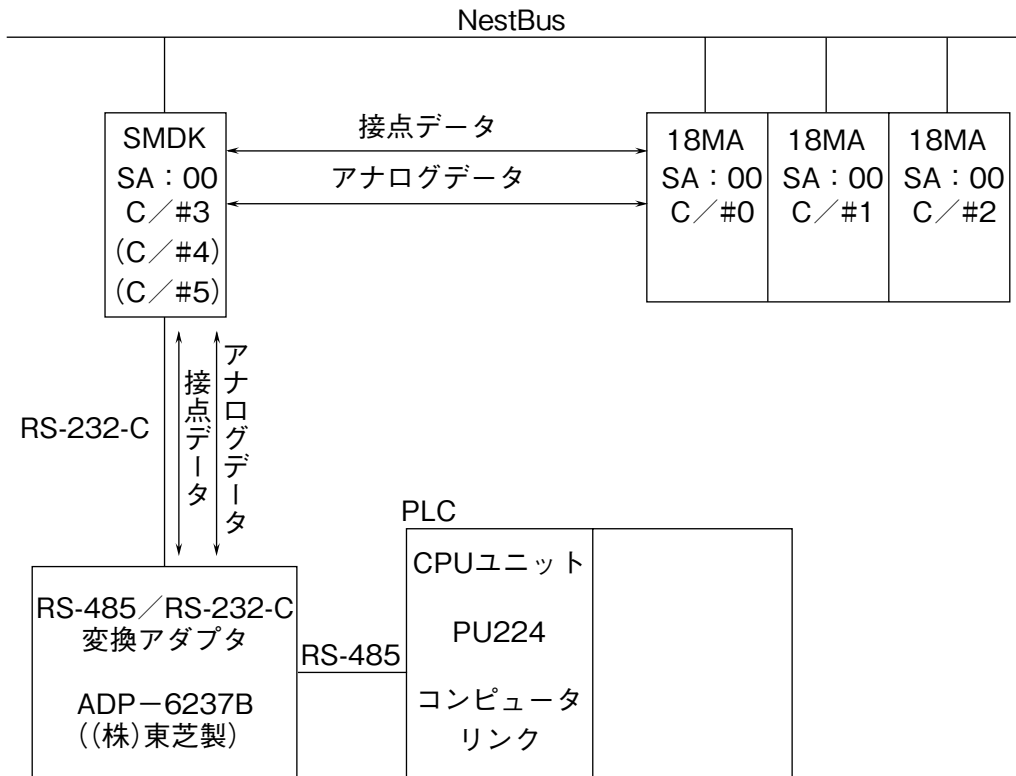 NestBus
SMDK
SA：00
C／#3
(C／#4)
(C／#5)
接点データ
アナログデータ
18MA
SA：00
C／#0
18MA
SA：00
C／#1
18MA
SA：00
C／#2
RS-232-C
接点データ
アナログデータ
RS-485／RS-232-C
変換アダプタ
ADP－6237B
((株)東芝製)
RS-485
PLC
CPUユニット
PU224
コンピュータ
リンク